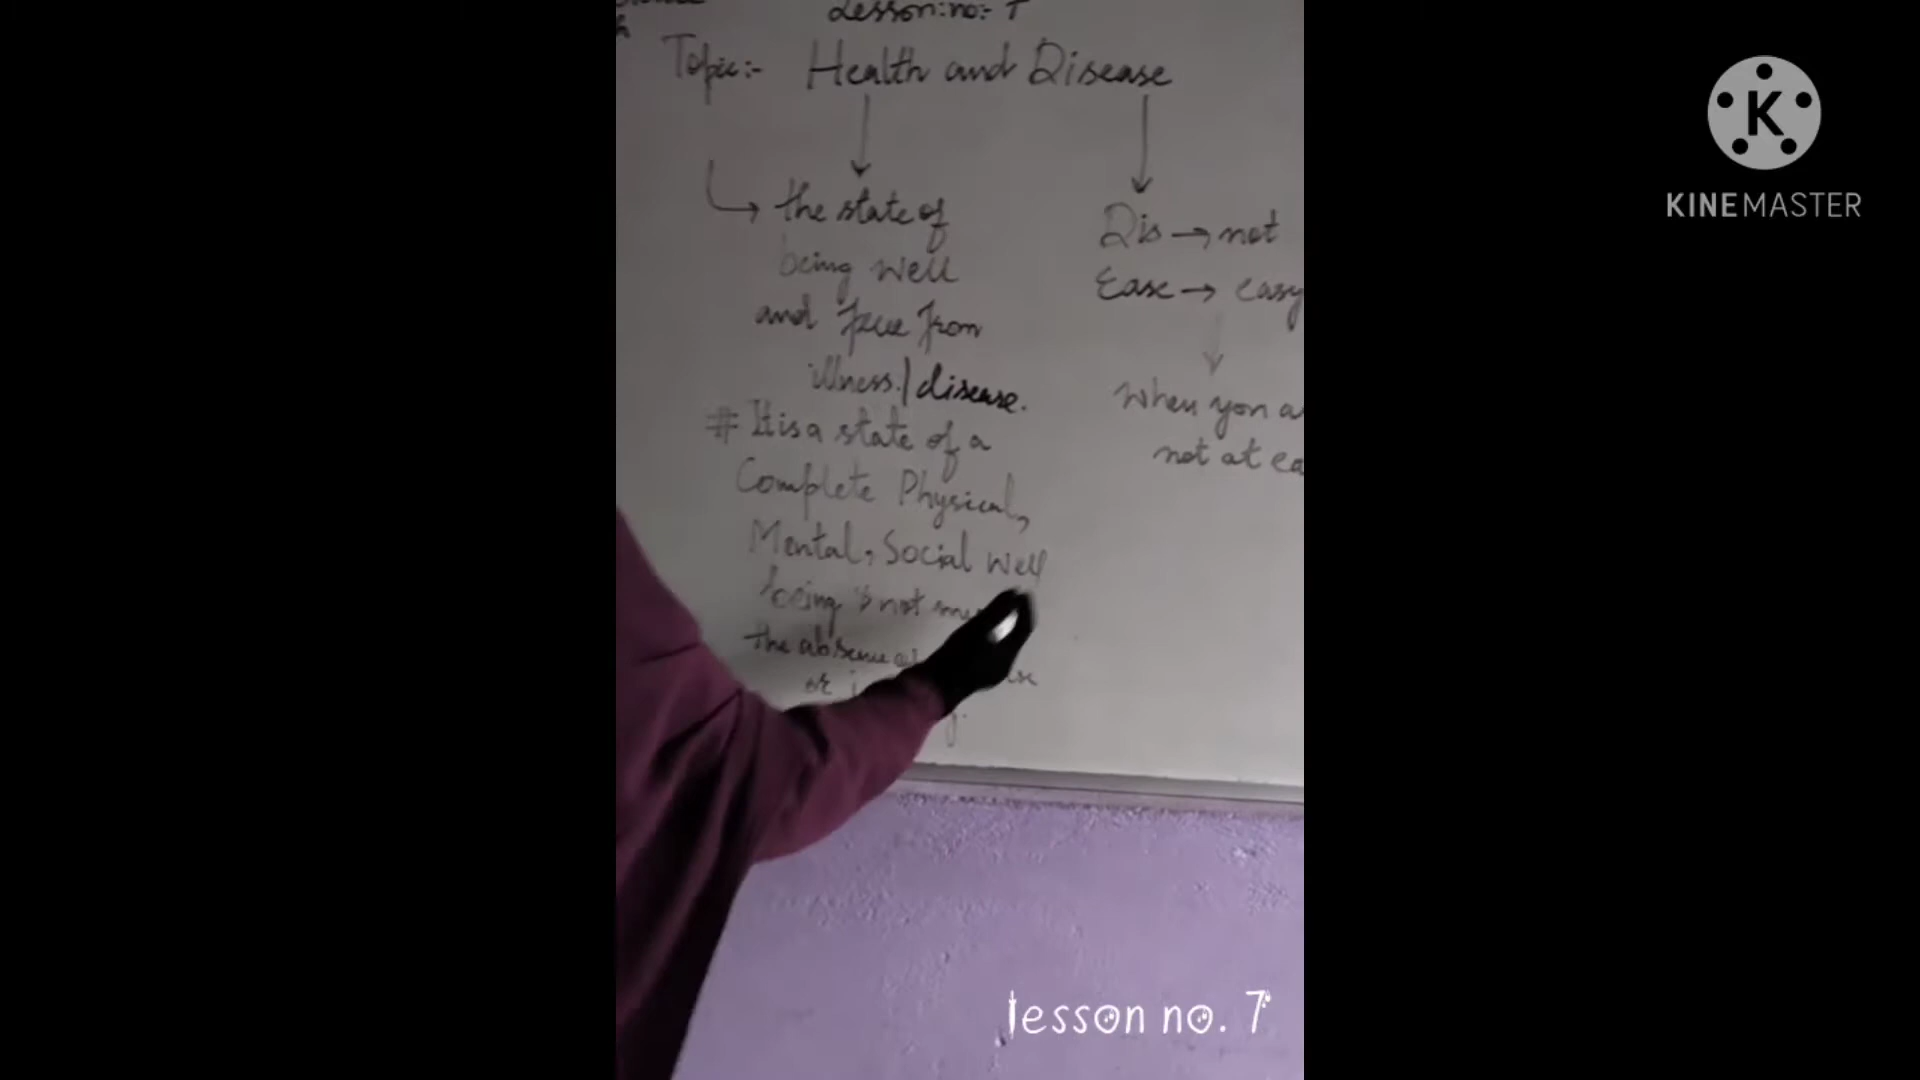 Lesson:no:- 7
Topic:- Health and Disease
the state of
being well
and free from
illness./disease.
# It is a state of a
Complete Physical,
Mental, Social well
being is not
the absence
or
Dis → not
Ease → easy
When you a
not at ea
KINEMASTER
lesson no. 7